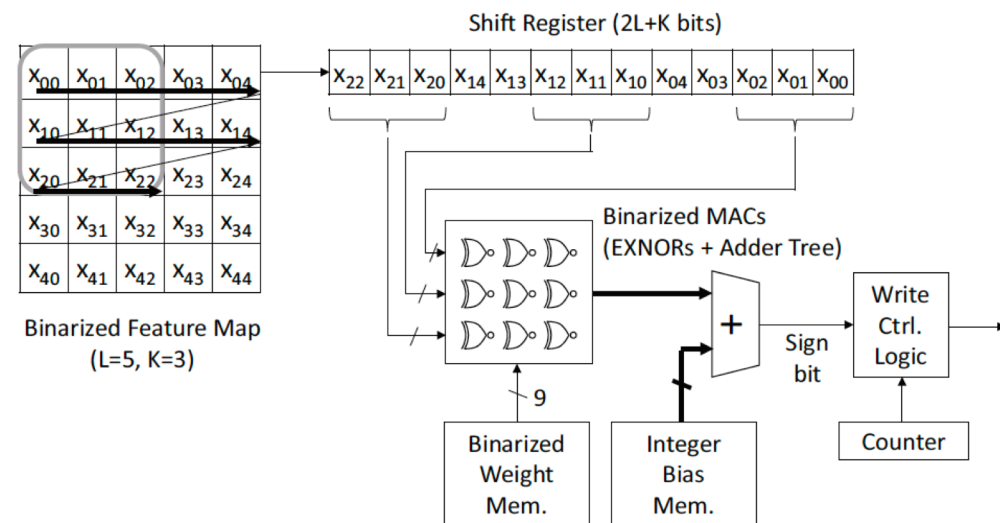 Shift Register (2L+K bits)
x00 x01 x02 x03 x04
x22 x21 x20 x14 x13 x12 x11 x10 x04 x03 x02 x01 x00
x10 x11 x12 x13 x14
x20 x21 x22 x23 x24
x30 x31 x32 x33 x34
x40 x41 x42 x43 x44
Binarized Feature Map
(L=5, K=3)
Binarized MACs
(EXNORs + Adder Tree)
+
Sign
bit
Write
Ctrl.
Logic
9
Binarized
Weight
Mem.
Integer
Bias
Mem.
Counter